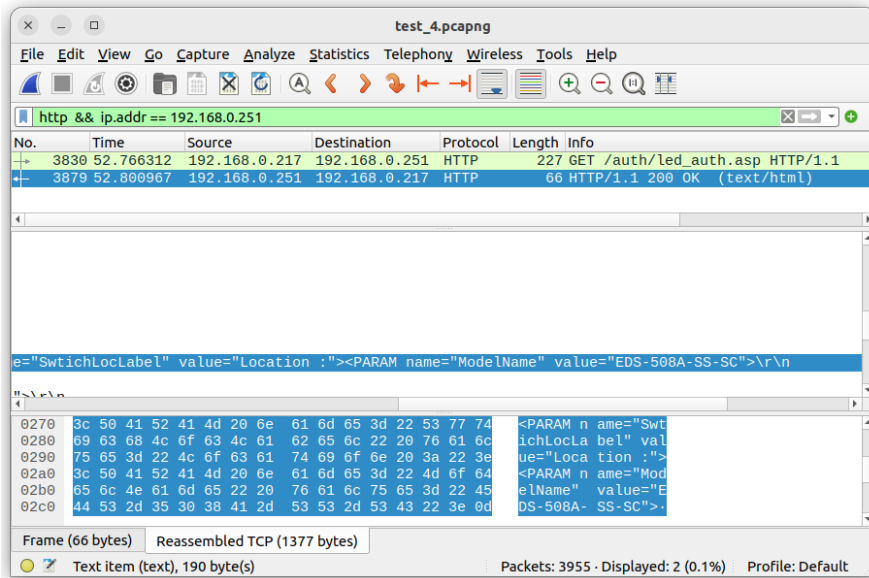 test_4.pcapng
File Edit View Go Capture Analyze Statistics Telephony Wireless Tools Help
http && ip.addr == 192.168.0.251
No. Time Source Destination Protocol Length Info
3830 52.766312 192.168.0.217 192.168.0.251 HTTP 227 GET /auth/led_auth.asp HTTP/1.1
3879 52.800967 192.168.0.251 192.168.0.217 HTTP 66 HTTP/1.1 200 OK (text/html)
e="SwtichLocLabel" value="Location :"><PARAM name="ModelName" value="EDS-508A-SS-SC">\r\n
">\r\n
0270 3c 50 41 52 41 4d 20 6e 61 6d 65 3d 22 53 77 74 <PARAM n ame="Swt
0280 69 63 68 4c 6f 63 4c 61 62 65 6c 22 20 76 61 6c ichLocLa bel" val
0290 75 65 3d 22 4c 6f 63 61 74 69 6f 6e 20 3a 22 3e ue="Loca tion :">
02a0 3c 50 41 52 41 4d 20 6e 61 6d 65 3d 22 4d 6f 64 <PARAM n ame="Mod
02b0 65 6c 4e 61 6d 65 22 20 76 61 6c 75 65 3d 22 45 elName" value="E
02c0 44 53 2d 35 30 38 41 2d 53 53 2d 53 43 22 3e 0d DS-508A- SS-SC">·
Frame (66 bytes) Reassembled TCP (1377 bytes)
Text item (text), 190 byte(s) Packets: 3955 · Displayed: 2 (0.1%) Profile: Default